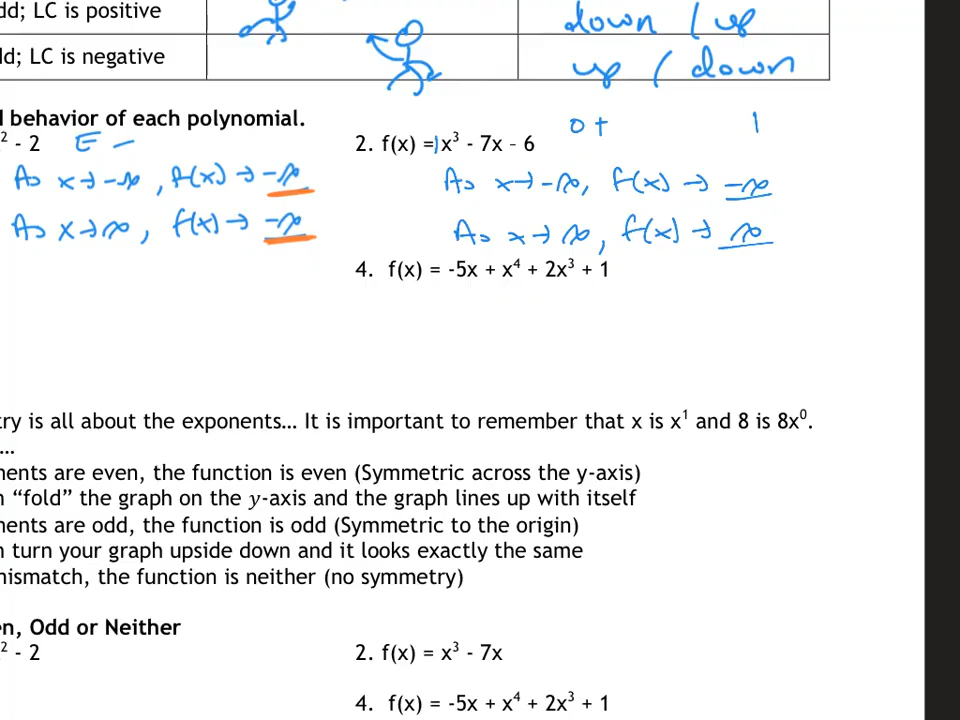 dd; LC is positive
down / up
dd; LC is negative
up / down
d behavior of each polynomial.
² - 2 E –
2. f(x) = 1x³ - 7x – 6 0 + 1
As x → -∞, f(x) → -∞
As x → ∞, f(x) → -∞
As x → -∞, f(x) → -∞
As x → ∞, f(x) → ∞
4. f(x) = -5x + x⁴ + 2x³ + 1
try is all about the exponents… It is important to remember that x is x¹ and 8 is 8x⁰.
…
nents are even, the function is even (Symmetric across the y-axis)
n “fold” the graph on the y-axis and the graph lines up with itself
nents are odd, the function is odd (Symmetric to the origin)
n turn your graph upside down and it looks exactly the same
mismatch, the function is neither (no symmetry)
en, Odd or Neither
² - 2
2. f(x) = x³ - 7x
4. f(x) = -5x + x⁴ + 2x³ + 1